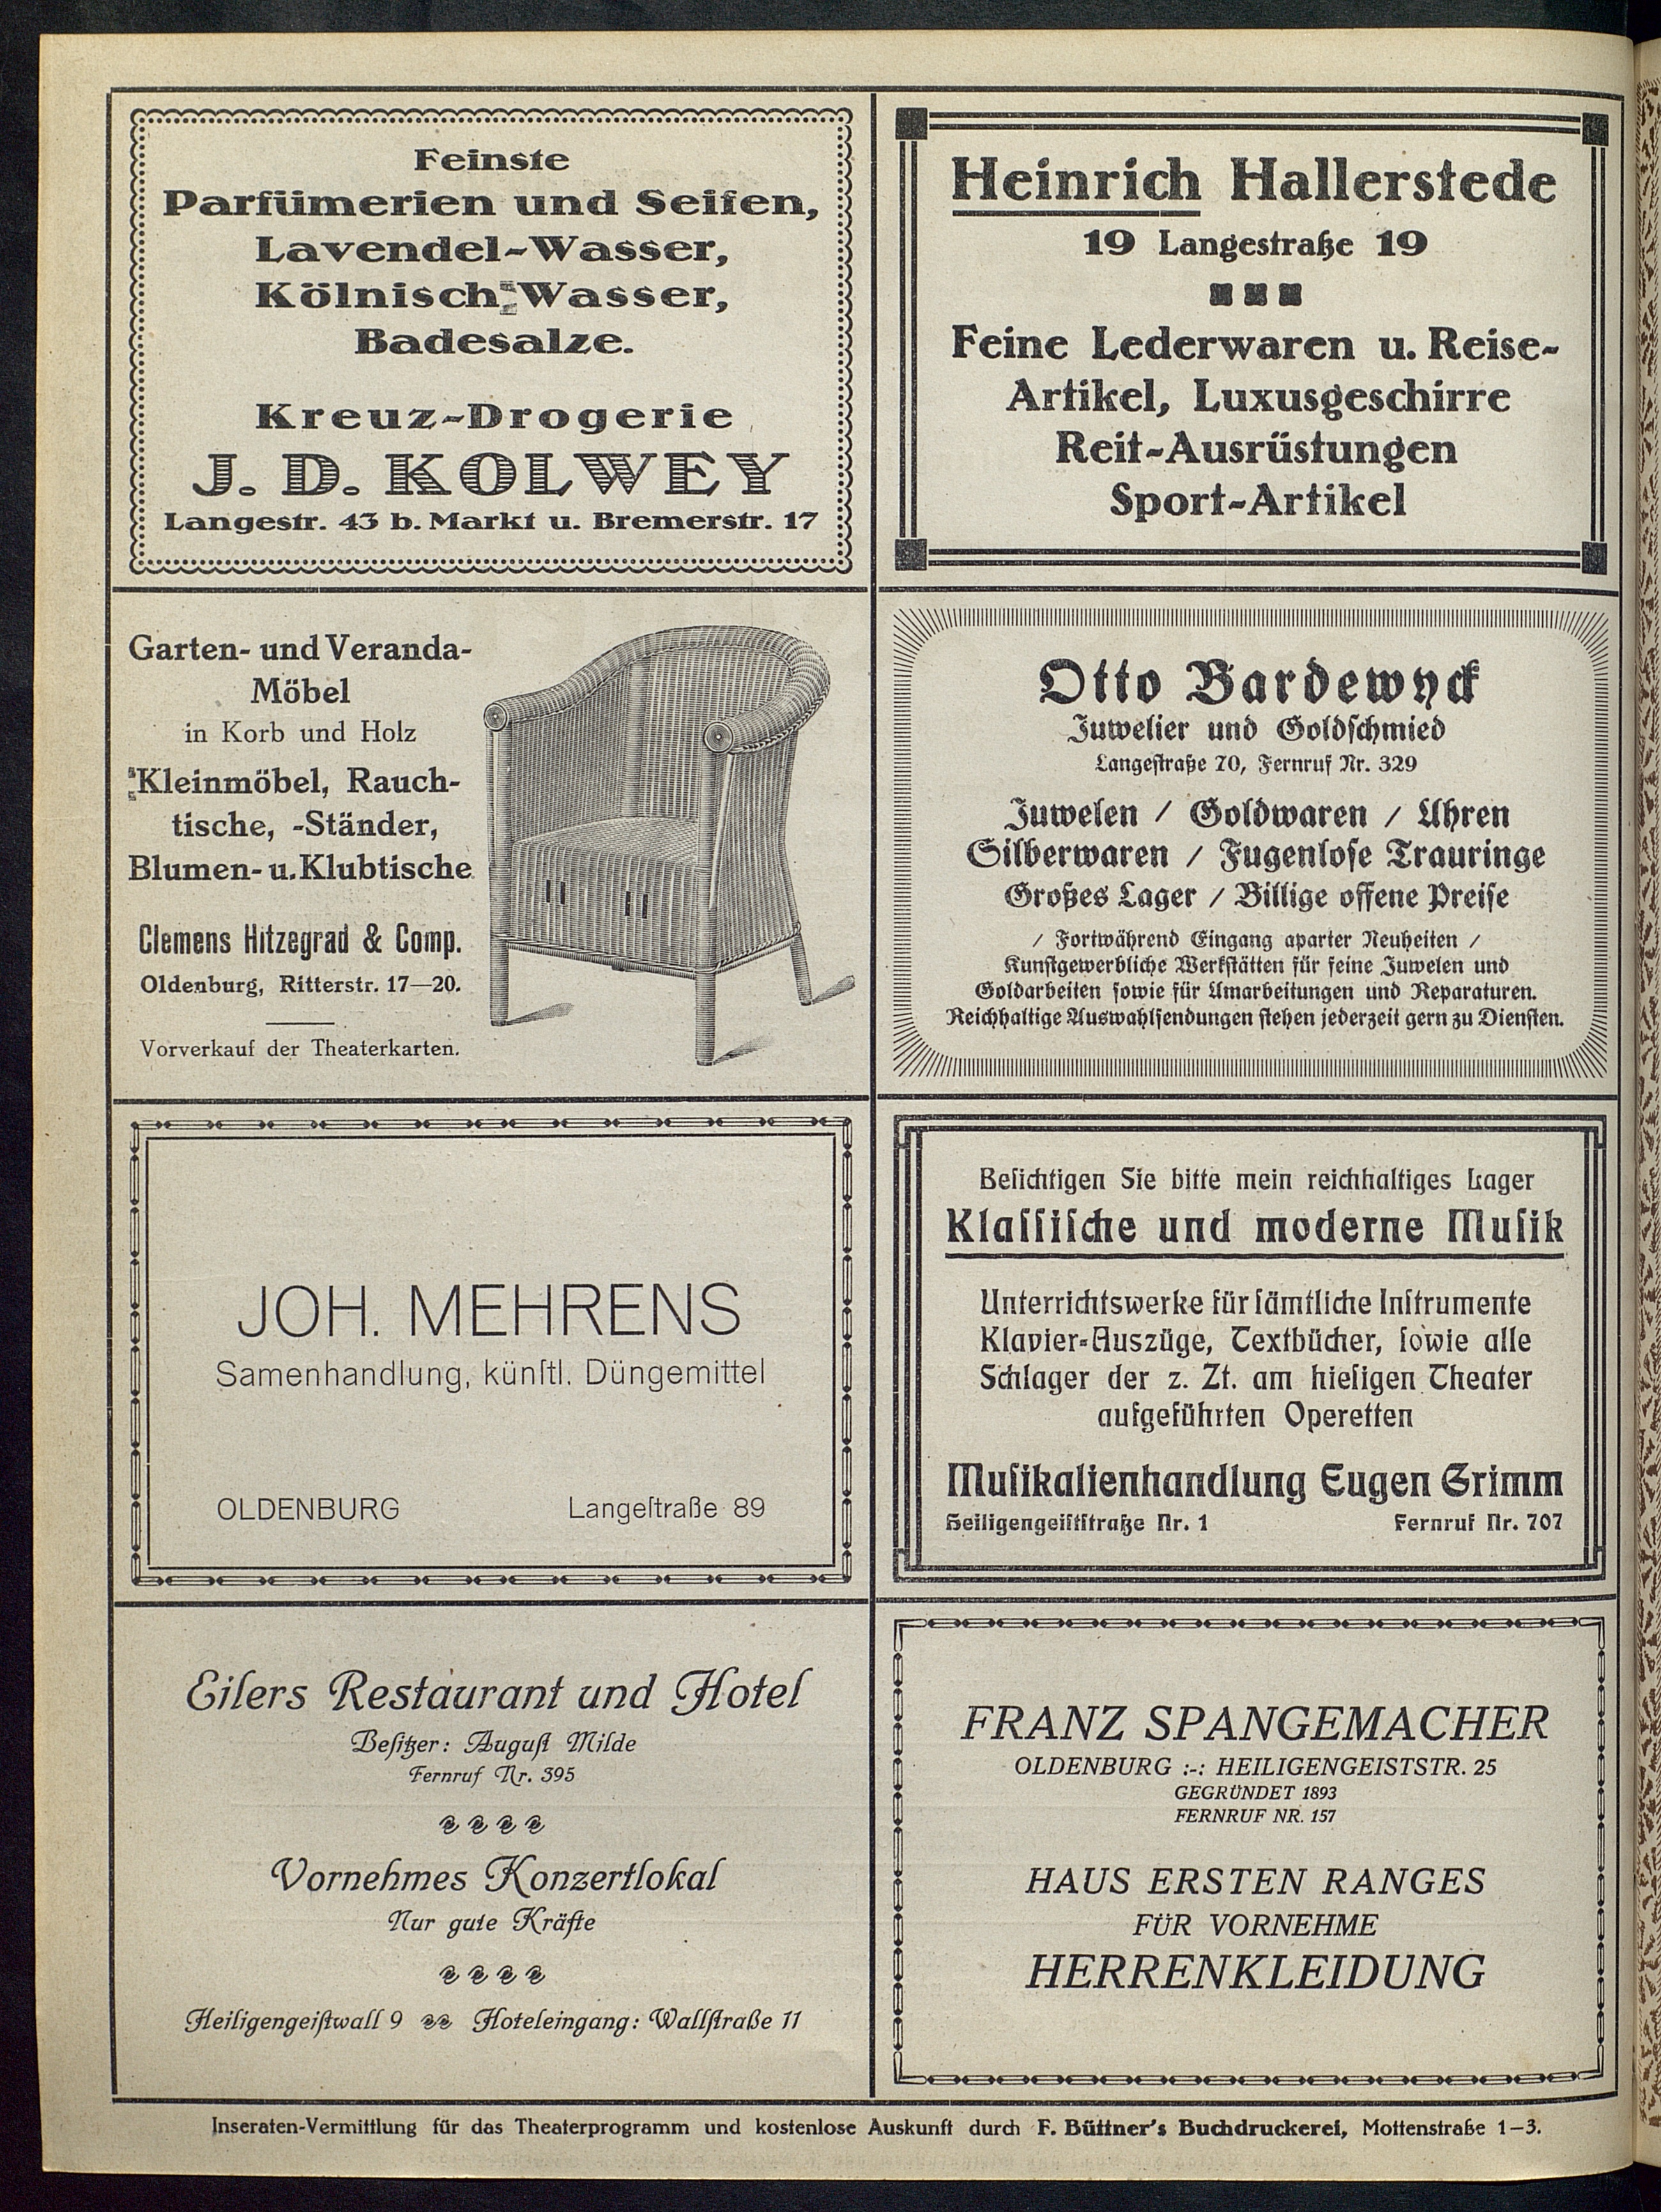 Feinste
Parfümerien und Seifen,
Lavendel-Wasser,
Kölnisch-Wasser,
Badesalze.
Kreuz-Drogerie
J. D. KOLWEY
Langestr. 43 b. Markt u. Bremerstr. 17
Heinrich Hallerstede
19 Langestraße 19
Feine Lederwaren u. Reise-
Artikel, Luxusgeschirre
Reit-Ausrüstungen
Sport-Artikel
Garten- und Veranda-
Möbel
in Korb und Holz
Kleinmöbel, Rauch-
tische, -Ständer,
Blumen- u. Klubtische
Clemens Hitzegrad & Comp.
Oldenburg, Ritterstr. 17—20.
Vorverkauf der Theaterkarten.
Otto Bardewyck
Juwelier und Goldſchmied
Langeſtraße 70, Fernruf Nr. 329
Juwelen / Goldwaren / Uhren
Silberwaren / Fugenloſe Trauringe
Großes Lager / Billige offene Preiſe
/ Fortwährend Eingang aparter Neuheiten /
Kunſtgewerbliche Werkſtätten für feine Juwelen und
Goldarbeiten ſowie für Umarbeitungen und Reparaturen.
Reichhaltige Auswahlſendungen ſtehen jederzeit gern zu Dienſten.
JOH. MEHRENS
Samenhandlung, künſtl. Düngemittel
OLDENBURG Langeſtraße 89
Beſichtigen Sie bitte mein reichhaltiges Lager
Klaſſiſche und moderne Muſik
Unterrichtswerke für ſämtliche Inſtrumente
Klavier-Auszüge, Textbücher, ſowie alle
Schlager der z. Zt. am hieſigen Theater
aufgeführten Operetten
Muſikalienhandlung Eugen Grimm
Heiligengeiſtſtraße Nr. 1 Fernruf Nr. 707
Eilers Restaurant und Hotel
Beſitzer: Auguſt Milde
Fernruf Nr. 395
Vornehmes Konzertlokal
Nur gute Kräfte
Heiligengeiſtwall 9 Hoteleingang: Wallſtraße 11
FRANZ SPANGEMACHER
OLDENBURG :-: HEILIGENGEISTSTR. 25
GEGRÜNDET 1893
FERNRUF NR. 157
HAUS ERSTEN RANGES
FÜR VORNEHME
HERRENKLEIDUNG
Inseraten-Vermittlung für das Theaterprogramm und kostenlose Auskunft durch F. Büttner's Buchdruckerei, Mottenstraße 1—3.